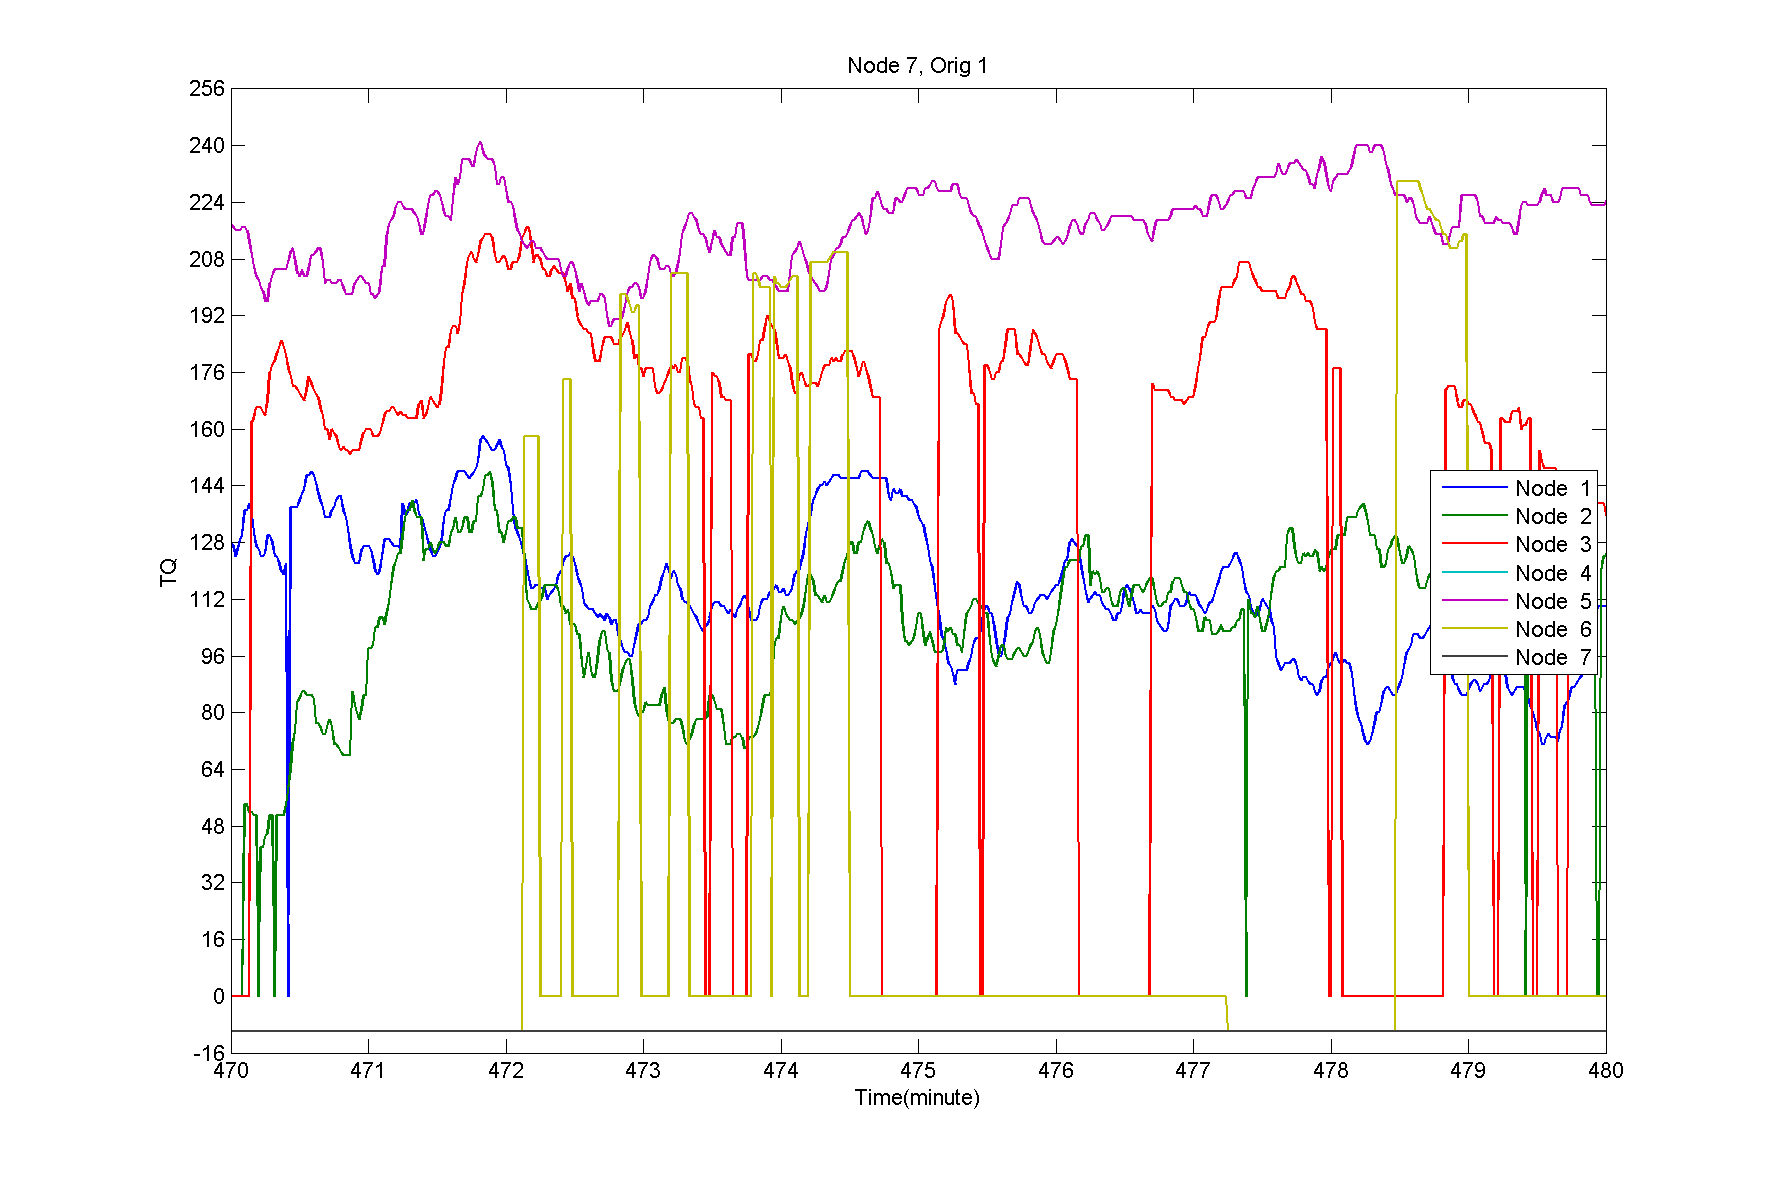 Node 7, Orig 1
256
240
224
208
192
176
160
144
128
112
96
80
64
48
32
16
0
-16
TQ
Node 1
Node 2
Node 3
Node 4
Node 5
Node 6
Node 7
470 471 472 473 474 475 476 477 478 479 480
Time(minute)